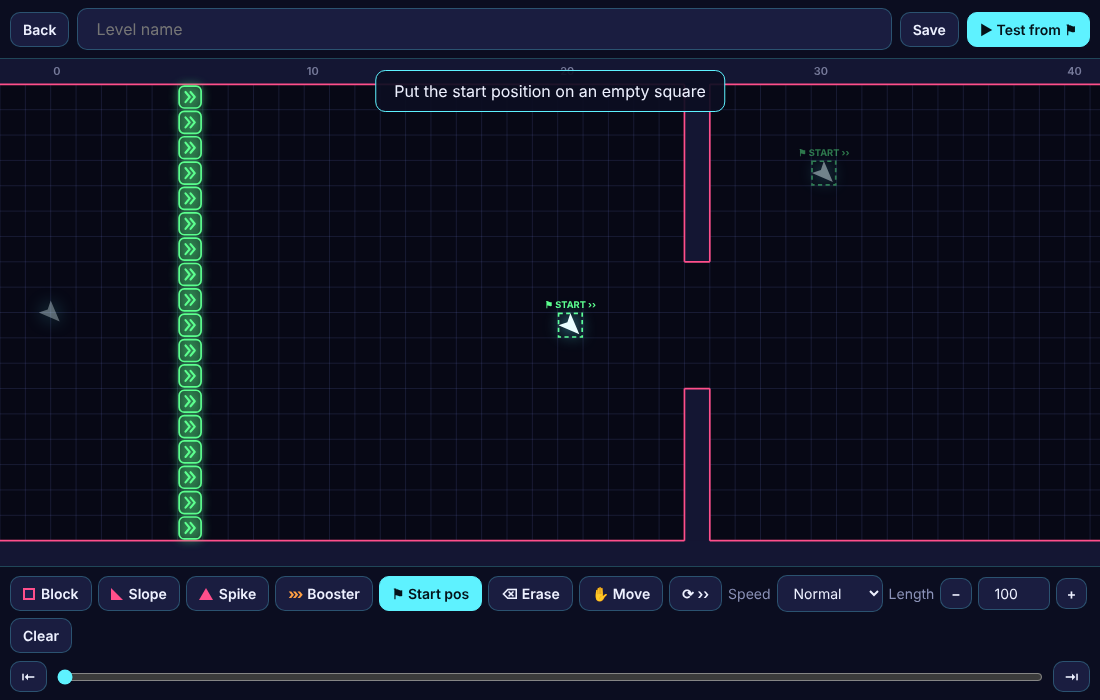 Back
Level name
Save
▶ Test from ⚑
0 10 20 30 40
Put the start position on an empty square
⚑ START ››
⚑ START ››
Block
Slope
Spike
››› Booster
⚑ Start pos
⌫ Erase
✋ Move
⟳ ››
Speed
Normal
Length
–
100
+
Clear
⇤
⇥